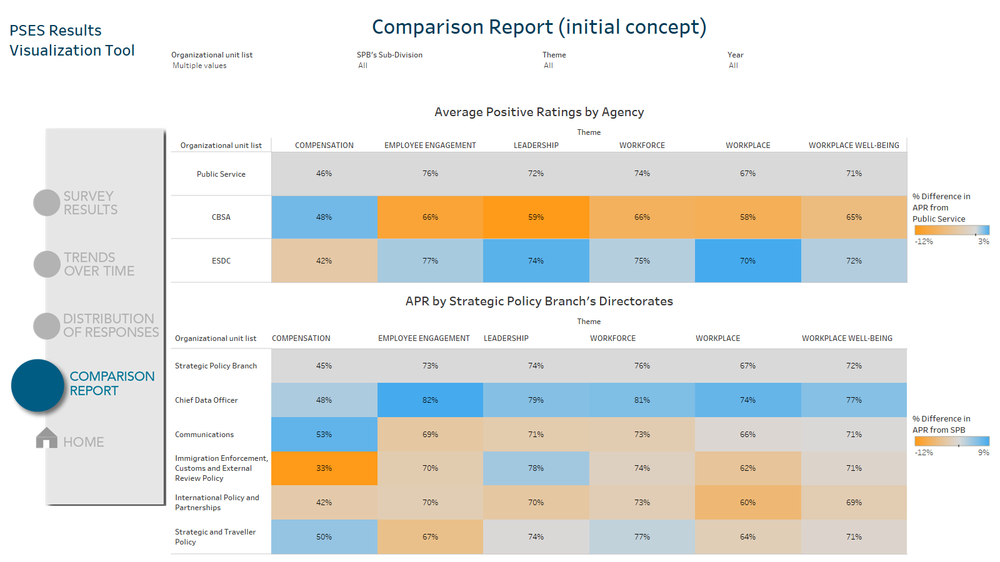 PSES Results
Visualization Tool
Comparison Report (initial concept)
Organizational unit list SPB's Sub-Division Theme Year
Multiple values All All All
Average Positive Ratings by Agency
Theme
Organizational unit list COMPENSATION EMPLOYEE ENGAGEMENT LEADERSHIP WORKFORCE WORKPLACE WORKPLACE WELL-BEING
Public Service 46% 76% 72% 74% 67% 71%
CBSA 48% 66% 59% 66% 58% 65%
ESDC 42% 77% 74% 75% 70% 72%
% Difference in
APR from
Public Service
-12% 3%
SURVEY
RESULTS
TRENDS
OVER TIME
DISTRIBUTION
OF RESPONSES
COMPARISON
REPORT
HOME
APR by Strategic Policy Branch's Directorates
Theme
Organizational unit list COMPENSATION EMPLOYEE ENGAGEMENT LEADERSHIP WORKFORCE WORKPLACE WORKPLACE WELL-BEING
Strategic Policy Branch 45% 73% 74% 76% 67% 72%
Chief Data Officer 48% 82% 79% 81% 74% 77%
Communications 53% 69% 71% 73% 66% 71%
Immigration Enforcement,
Customs and External 33% 70% 78% 74% 62% 71%
Review Policy
International Policy and
Partnerships 42% 70% 70% 73% 60% 69%
Strategic and Traveller
Policy 50% 67% 74% 77% 64% 71%
% Difference in
APR from SPB
-12% 9%